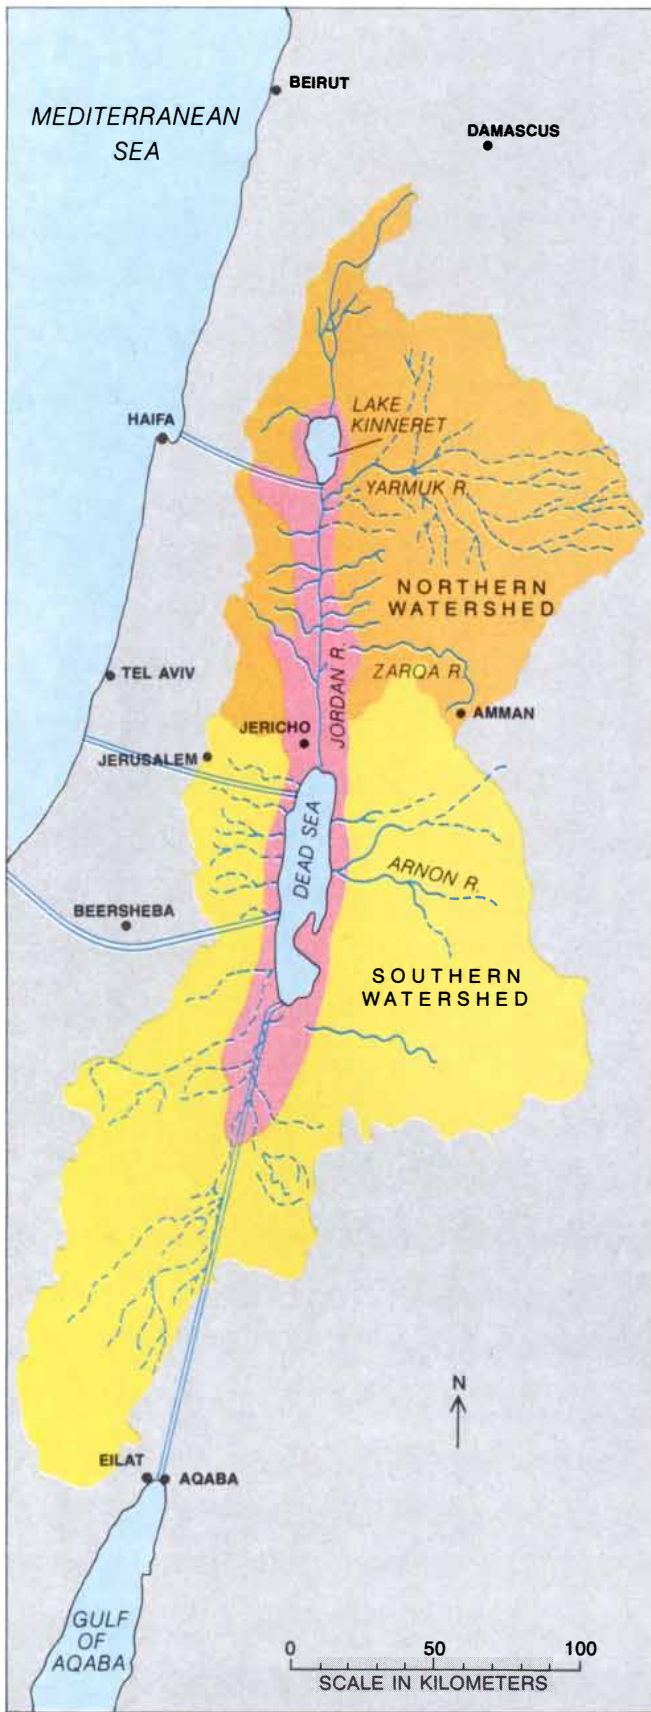 BEIRUT
MEDITERRANEAN
SEA
DAMASCUS
LAKE
KINNERET
HAIFA
YARMUK R.
NORTHERN
WATERSHED
JORDAN R.
TEL AVIV
ZARQA R.
JERICHO
AMMAN
JERUSALEM
DEAD SEA
ARNON R.
BEERSHEBA
SOUTHERN
WATERSHED
N
EILAT
AQABA
GULF
OF
AQABA
0 50 100
SCALE IN KILOMETERS